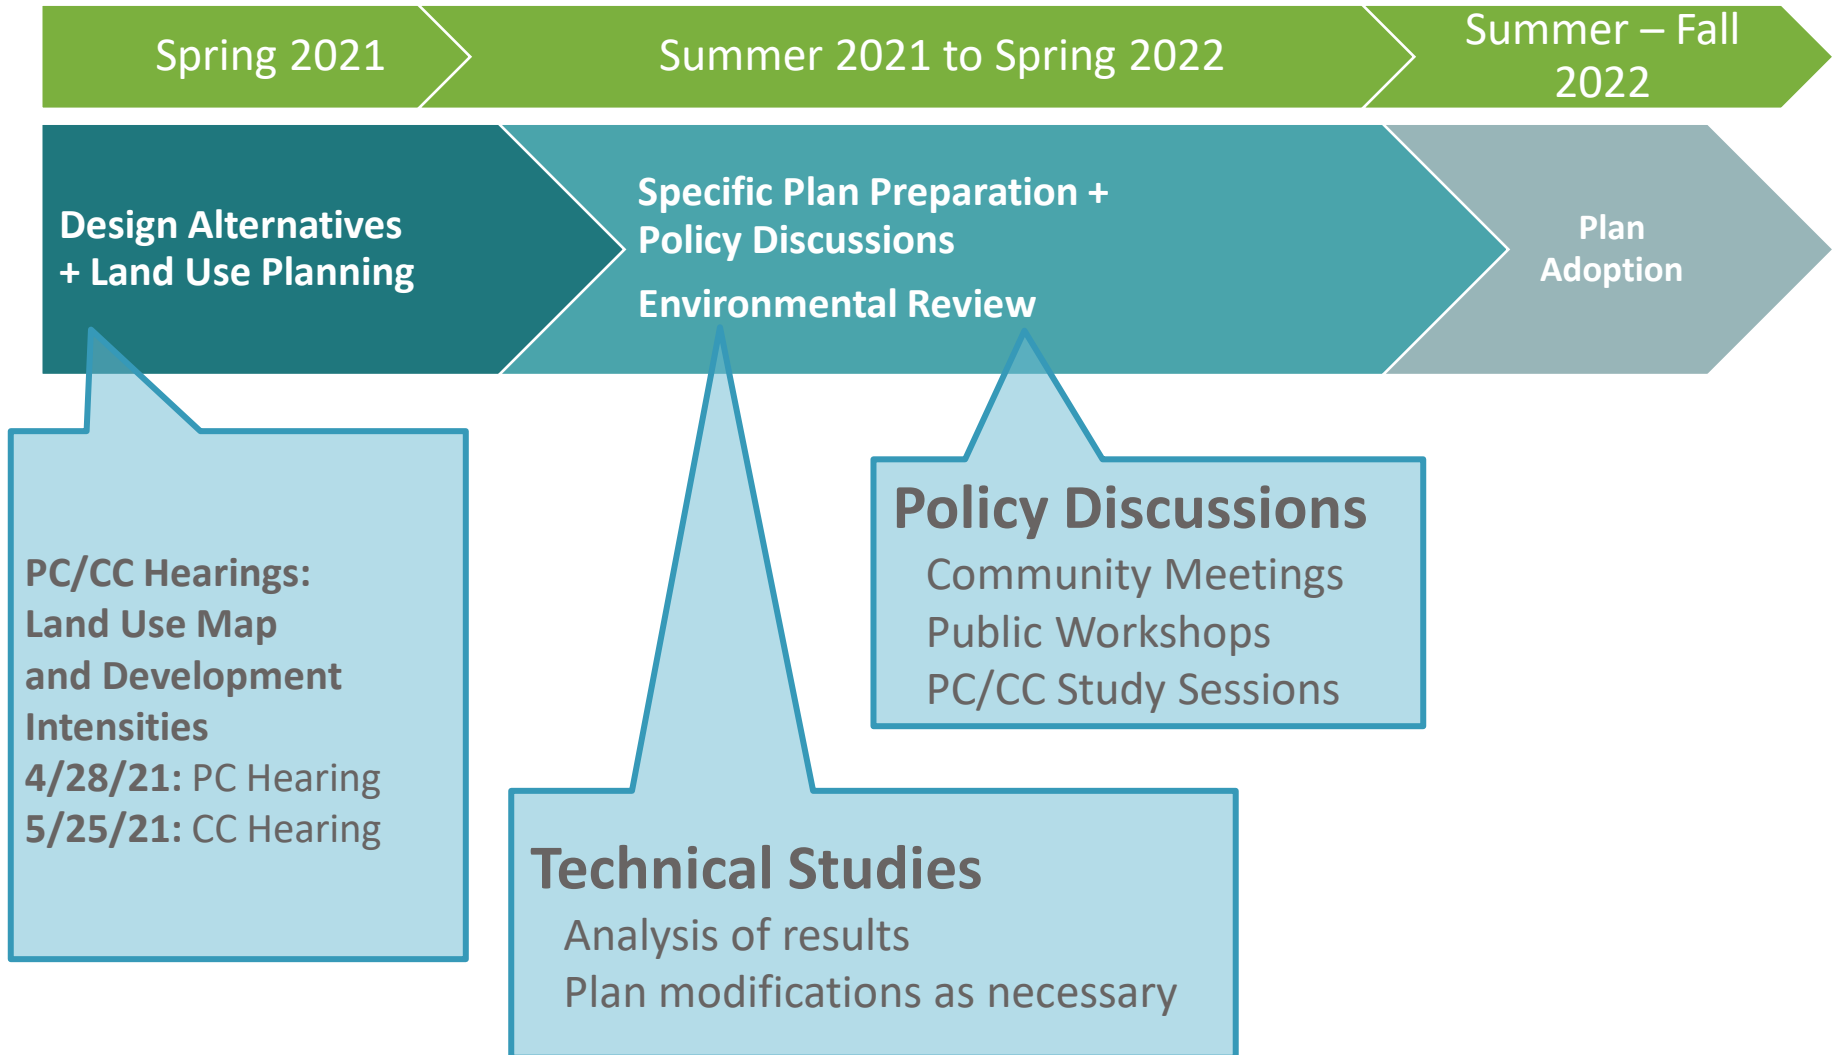 Spring 2021
Summer 2021 to Spring 2022
Summer – Fall
2022
Design Alternatives
+ Land Use Planning
Specific Plan Preparation +
Policy Discussions
Environmental Review
Plan
Adoption
PC/CC Hearings:
Land Use Map
and Development
Intensities
4/28/21: PC Hearing
5/25/21: CC Hearing
Policy Discussions
Community Meetings
Public Workshops
PC/CC Study Sessions
Technical Studies
Analysis of results
Plan modifications as necessary